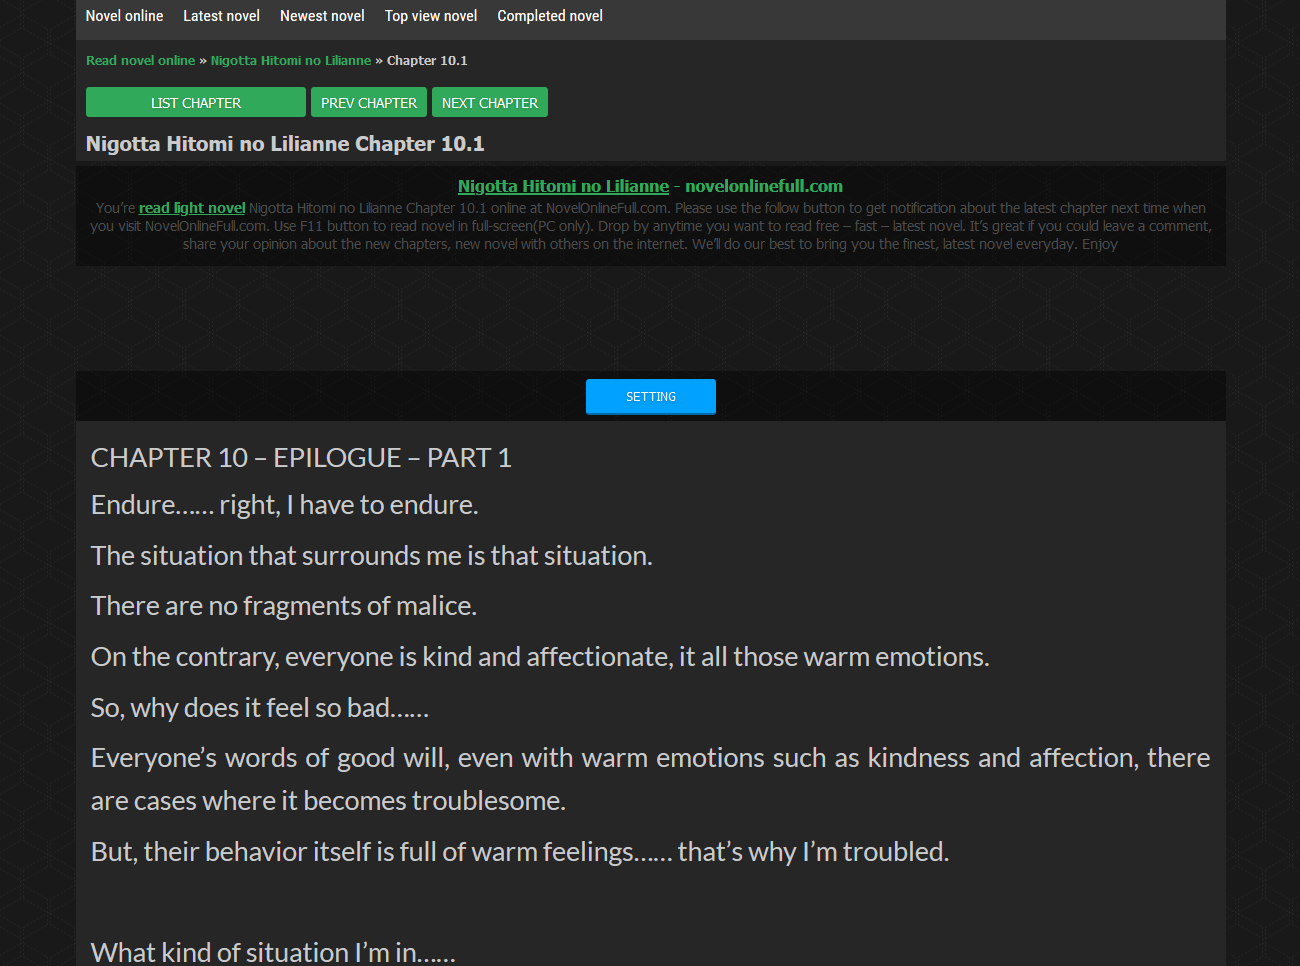 Novel online Latest novel Newest novel Top view novel Completed novel
Read novel online » Nigotta Hitomi no Lilianne » Chapter 10.1
LIST CHAPTER PREV CHAPTER NEXT CHAPTER
Nigotta Hitomi no Lilianne Chapter 10.1
Nigotta Hitomi no Lilianne - novelonlinefull.com
You're read light novel Nigotta Hitomi no Lilianne Chapter 10.1 online at NovelOnlineFull.com. Please use the follow button to get notification about the latest chapter next time when
you visit NovelOnlineFull.com. Use F11 button to read novel in full-screen(PC only). Drop by anytime you want to read free – fast – latest novel. It's great if you could leave a comment,
share your opinion about the new chapters, new novel with others on the internet. We'll do our best to bring you the finest, latest novel everyday. Enjoy
SETTING
CHAPTER 10 – EPILOGUE – PART 1
Endure…… right, I have to endure.
The situation that surrounds me is that situation.
There are no fragments of malice.
On the contrary, everyone is kind and affectionate, it all those warm emotions.
So, why does it feel so bad……
Everyone’s words of good will, even with warm emotions such as kindness and affection, there
are cases where it becomes troublesome.
But, their behavior itself is full of warm feelings…… that’s why I’m troubled.
What kind of situation I’m in……